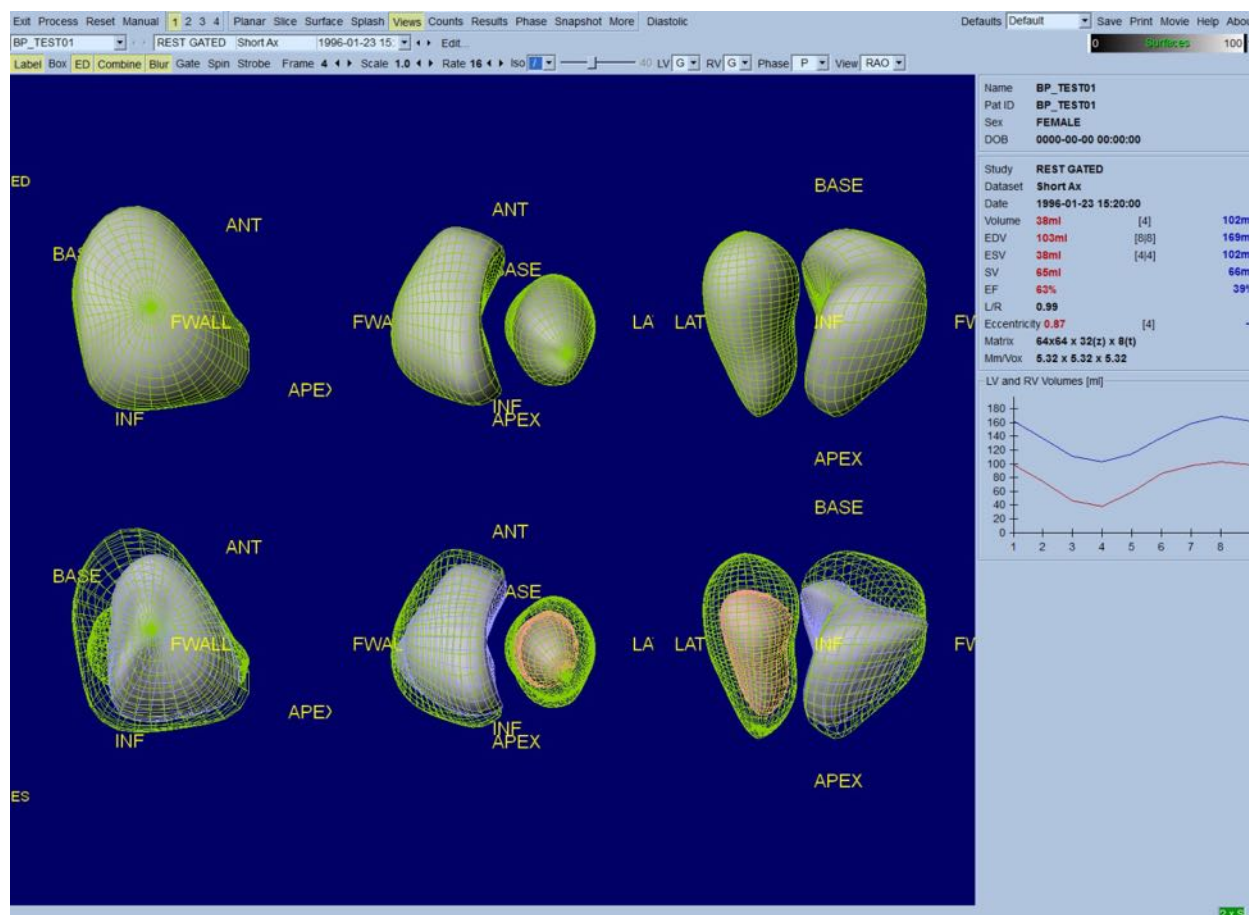 Exit Process Reset Manual 1 2 3 4 Planar Slice Surface Splash Views Counts Results Phase Snapshot More Diastolic Defaults Default Save Print Movie Help Abou
BP_TEST01 REST GATED Short Ax 1996-01-23 15: Edit...
0 Surfaces 100
Label Box ED Combine Blur Gate Spin Strobe Frame 4 Scale 1.0 Rate 16 Iso / 40 LV G RV G Phase P View RAO
ED
BAS
ANT
FWALL
APEX
INF
ANT
BASE
FWA
LA
INF
APEX
BASE
LAT
INF
FW
APEX
BASE
ANT
FWALL
APEX
INF
ANT
ASE
FWAL
LA
INF
APEX
BASE
LAT
INF
FV
APEX
ES
Name BP_TEST01
Pat ID BP_TEST01
Sex FEMALE
DOB 0000-00-00 00:00:00
Study REST GATED
Dataset Short Ax
Date 1996-01-23 15:20:00
Volume 38ml [4] 102m
EDV 103ml [8|8] 169m
ESV 38ml [4|4] 102m
SV 65ml 66m
EF 63% 39%
L/R 0.99
Eccentricity 0.87 [4] -
Matrix 64x64 x 32(z) x 8(t)
Mm/Vox 5.32 x 5.32 x 5.32
LV and RV Volumes [ml]
180
160
140
120
100
80
60
40
20
0
1 2 3 4 5 6 7 8